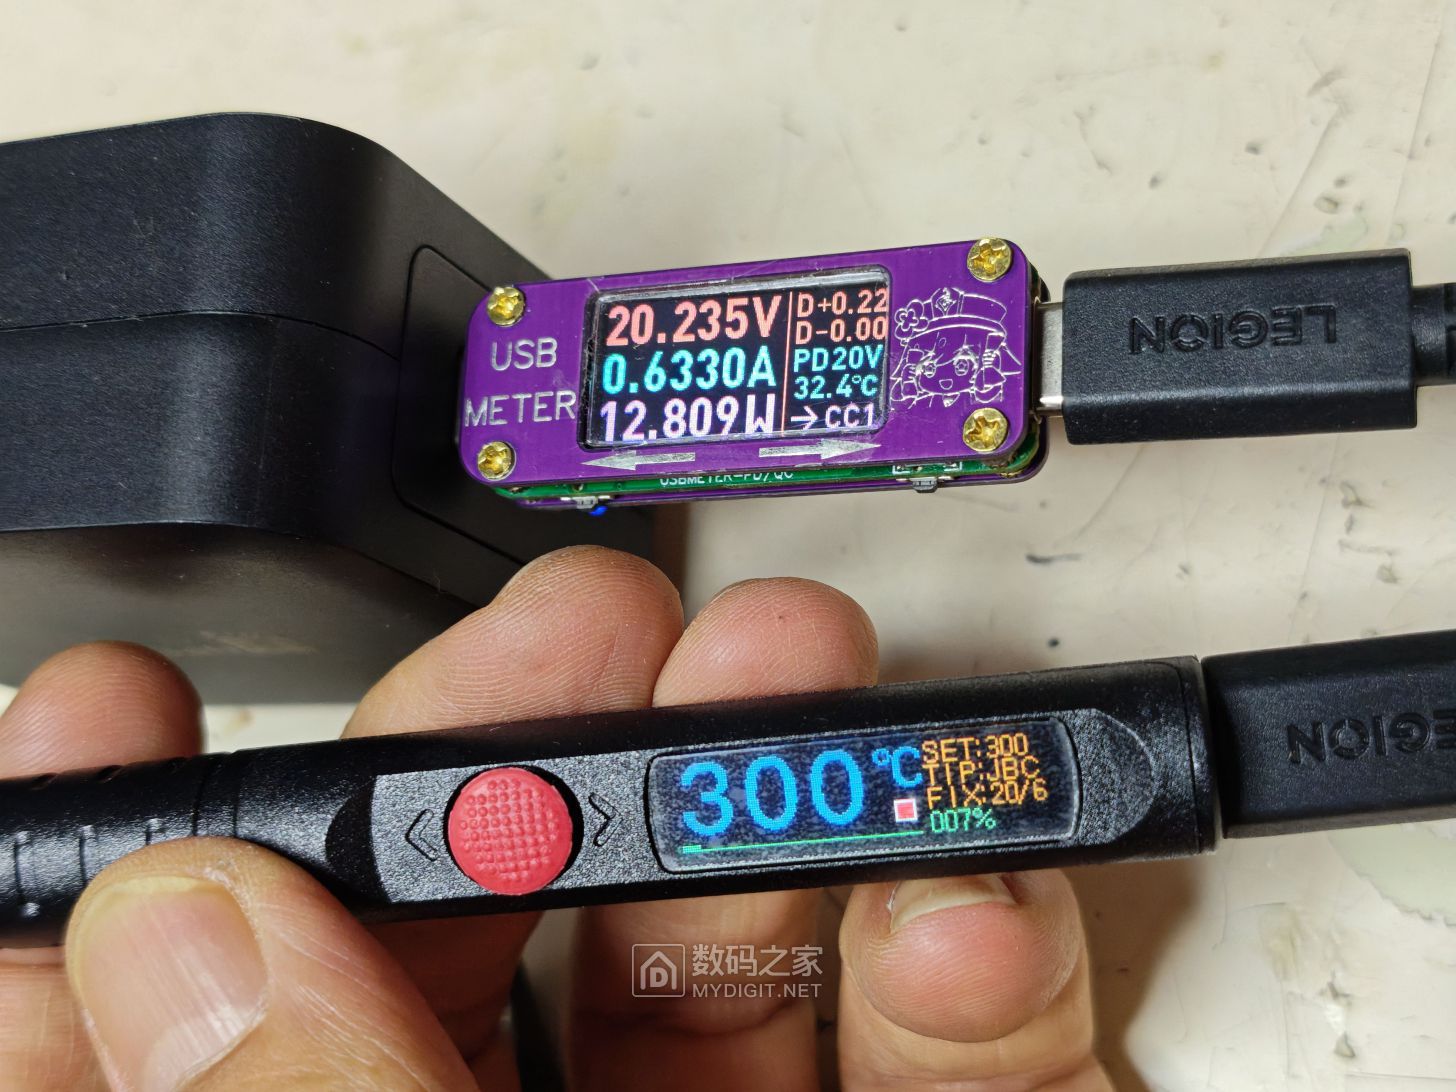 USB
METER
20.235V
0.6330A
12.809W
D+0.22
D-0.00
PD20V
32.4℃
→CC1
USBMETER-PD/QC
LEGION
300℃
SET:300
TIP:JBC
FIX:20/6
007%
LEGION
数码之家
MYDIGIT.NET